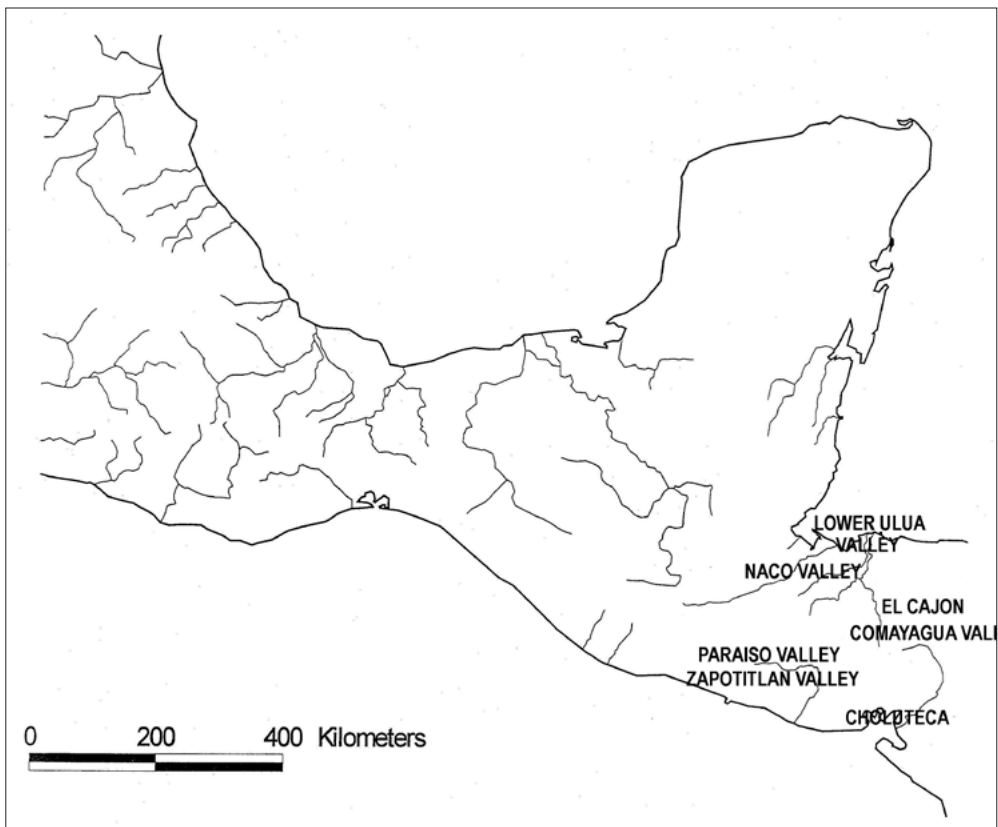 LOWER ULUA
VALLEY
NACO VALLEY
EL CAJON
COMAYAGUA VALL
PARAISO VALLEY
ZAPOTITLAN VALLEY
CHOLUTECA
0 200 400 Kilometers